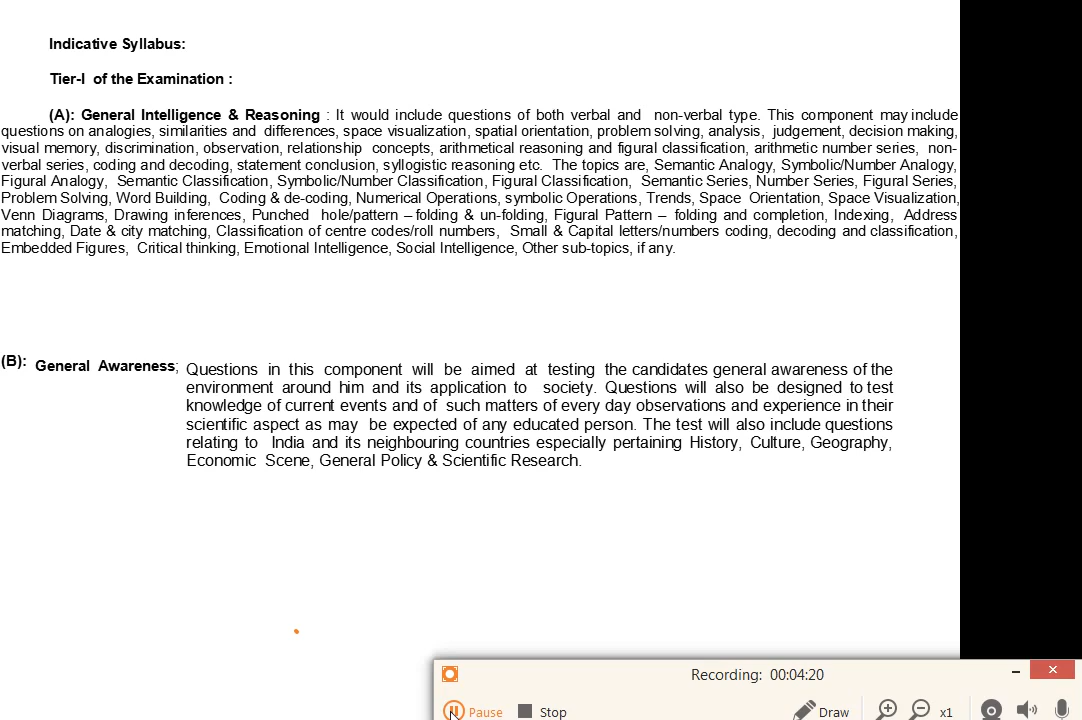 Indicative Syllabus:
Tier-I of the Examination :
(A): General Intelligence & Reasoning : It would include questions of both verbal and non-verbal type. This component may include
questions on analogies, similarities and differences, space visualization, spatial orientation, problem solving, analysis, judgement, decision making,
visual memory, discrimination, observation, relationship concepts, arithmetical reasoning and figural classification, arithmetic number series, non-
verbal series, coding and decoding, statement conclusion, syllogistic reasoning etc. The topics are, Semantic Analogy, Symbolic/Number Analogy,
Figural Analogy, Semantic Classification, Symbolic/Number Classification, Figural Classification, Semantic Series, Number Series, Figural Series,
Problem Solving, Word Building, Coding & de-coding, Numerical Operations, symbolic Operations, Trends, Space Orientation, Space Visualization,
Venn Diagrams, Drawing inferences, Punched hole/pattern – folding & un-folding, Figural Pattern – folding and completion, Indexing, Address
matching, Date & city matching, Classification of centre codes/roll numbers, Small & Capital letters/numbers coding, decoding and classification,
Embedded Figures, Critical thinking, Emotional Intelligence, Social Intelligence, Other sub-topics, if any.
(B): General Awareness; Questions in this component will be aimed at testing the candidates general awareness of the
environment around him and its application to society. Questions will also be designed to test
knowledge of current events and of such matters of every day observations and experience in their
scientific aspect as may be expected of any educated person. The test will also include questions
relating to India and its neighbouring countries especially pertaining History, Culture, Geography,
Economic Scene, General Policy & Scientific Research.
Recording: 00:04:20
Pause Stop Draw x1